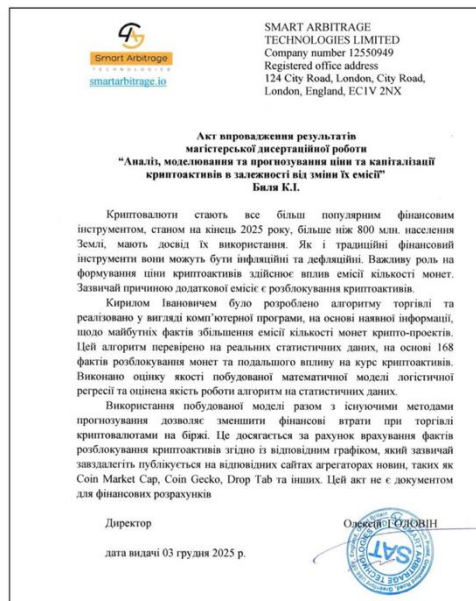 Smart Arbitrage
TECHNOLOGIES
smartarbitrage.io
SMART ARBITRAGE
TECHNOLOGIES LIMITED
Company number 12550949
Registered office address
124 City Road, London, City Road,
London, England, EC1V 2NX
Акт впровадження результатів
магістерської дисертаційної роботи
“Аналіз, моделювання та прогнозування ціни та капіталізації
криптоактивів в залежності від зміни їх емісії”
Биля К.І.
Криптовалюти стають все більш популярним фінансовим
інструментом, станом на кінець 2025 року, більше ніж 800 млн. населення
Землі, мають досвід їх використання. Як і традиційні фінансовий
інструменти вони можуть бути інфляційні та дефляційні. Важливу роль на
формування ціни криптоактивів здійснює вплив емісії кількості монет.
Зазвичай причиною додаткової емісіє є розблокування криптоактивів.
Кирилом Івановичем було розроблено алгоритму торгівлі та
реалізовано у вигляді комп'ютерної програми, на основі наявної інформації,
щодо майбутніх фактів збільшення емісії кількості монет крипто-проектів.
Цей алгоритм перевірено на реальних статистичних даних, на основі 168
фактів розблокування монет та подальшого впливу на курс криптоактивів.
Виконано оцінку якості побудованої математичної моделі логістичної
регресії та оцінена якість роботи алгоритм на статистичних даних.
Використання побудованої моделі разом з існуючими методами
прогнозування дозволяє зменшити фінансові втрати при торгівлі
криптовалютами на біржі. Це досягається за рахунок врахування фактів
розблокування криптоактивів згідно із відповідним графіком, який зазвичай
завздалегіть публікується на відповідних сайтах агрегаторах новин, таких як
Coin Market Cap, Coin Gecko, Drop Tab та інших. Цей акт не є документом
для фінансових розрахунків
Директор
Олексій ГОЛОВІН
дата видачі 03 грудня 2025 р.
SMART ARBITRAGE TECHNOLOGIES
SAT